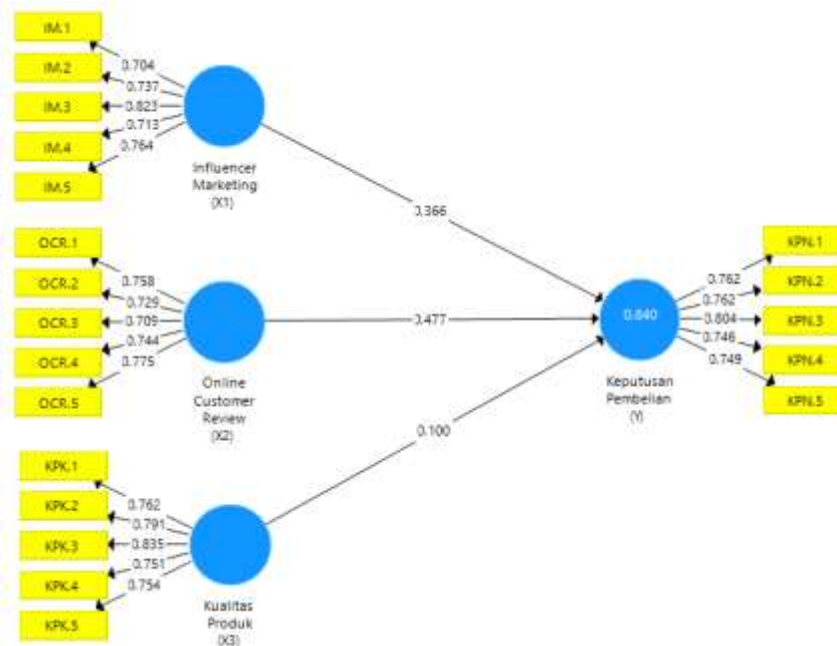 IM.1
IM.2
IM.3
IM.4
IM.5
0.704
0.737
0.823
0.713
0.764
Influencer
Marketing
(X1)
0.366
OCR.1
OCR.2
OCR.3
OCR.4
OCR.5
0.758
0.729
0.709
0.744
0.775
Online
Customer
Review
(X2)
0.477
KPK.1
KPK.2
KPK.3
KPK.4
KPK.5
0.762
0.791
0.835
0.751
0.754
Kualitas
Produk
(X3)
0.100
0.840
Keputusan
Pembelian
(Y)
0.762
0.762
0.804
0.746
0.749
KPN.1
KPN.2
KPN.3
KPN.4
KPN.5